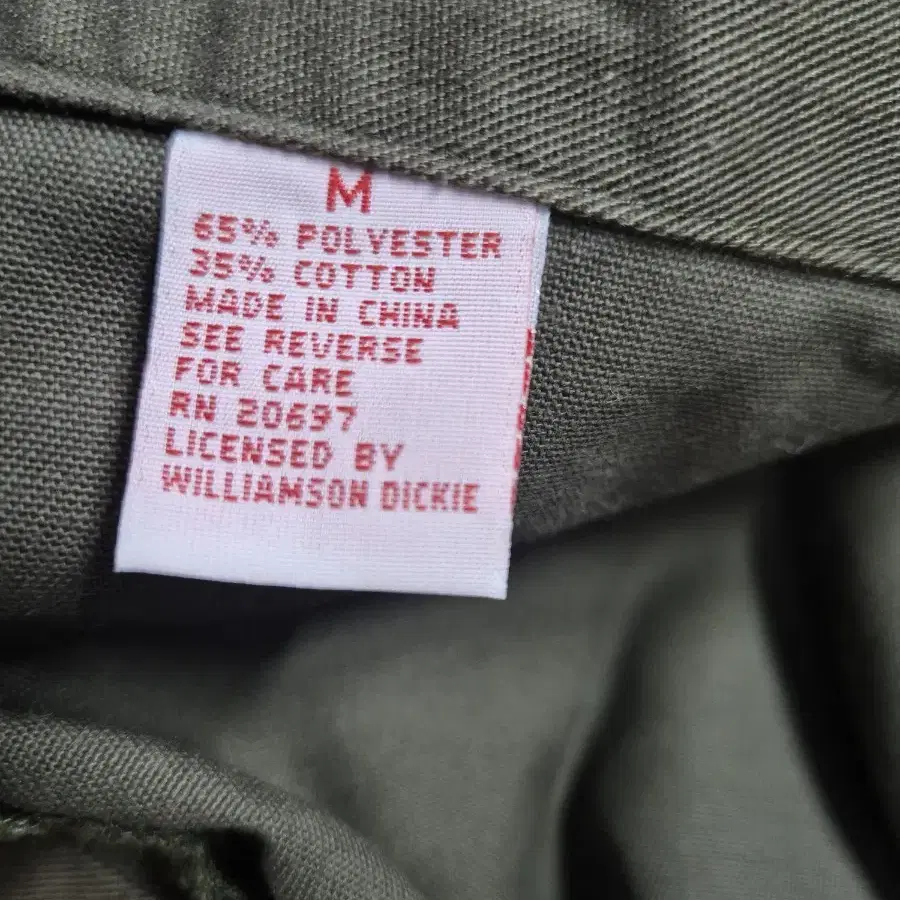 M
65% POLYESTER
35% COTTON
MADE IN CHINA
SEE REVERSE
FOR CARE
RN 20697
LICENSED BY
WILLIAMSON DICKIE